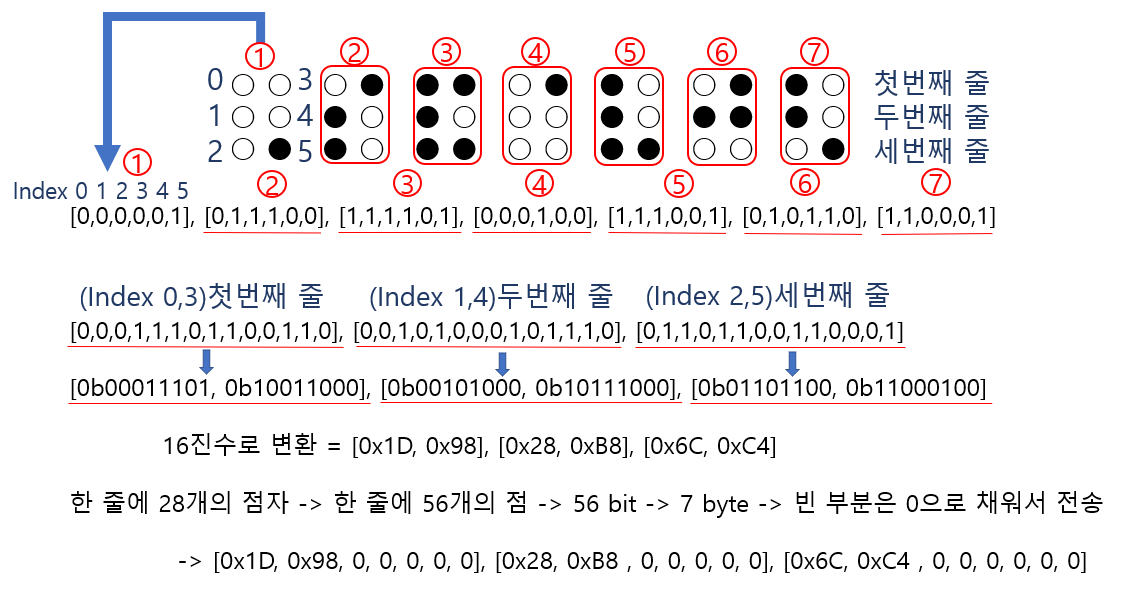 ① ② ③ ④ ⑤ ⑥ ⑦
0 3 첫번째 줄
1 4 두번째 줄
2 5 세번째 줄
① ② ③ ④ ⑤ ⑥ ⑦
Index 0 1 2 3 4 5
[0,0,0,0,0,1], [0,1,1,1,0,0], [1,1,1,1,0,1], [0,0,0,1,0,0], [1,1,1,0,0,1], [0,1,0,1,1,0], [1,1,0,0,0,1]
(Index 0,3)첫번째 줄 (Index 1,4)두번째 줄 (Index 2,5)세번째 줄
[0,0,0,1,1,1,0,1,1,0,0,1,1,0], [0,0,1,0,1,0,0,0,1,0,1,1,1,0], [0,1,1,0,1,1,0,0,1,1,0,0,0,1]
[0b00011101, 0b10011000], [0b00101000, 0b10111000], [0b01101100, 0b11000100]
16진수로 변환 = [0x1D, 0x98], [0x28, 0xB8], [0x6C, 0xC4]
한 줄에 28개의 점자 -> 한 줄에 56개의 점 -> 56 bit -> 7 byte -> 빈 부분은 0으로 채워서 전송
-> [0x1D, 0x98, 0, 0, 0, 0, 0], [0x28, 0xB8 , 0, 0, 0, 0, 0], [0x6C, 0xC4 , 0, 0, 0, 0, 0, 0]